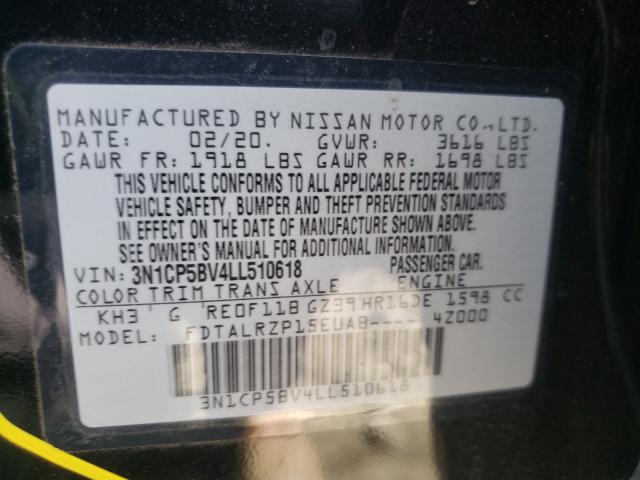 MANUFACTURED BY NISSAN MOTOR CO.,LTD.
DATE: 02/20. GVWR: 3616 LBS
GAWR FR: 1918 LBS GAWR RR: 1698 LBS
THIS VEHICLE CONFORMS TO ALL APPLICABLE FEDERAL MOTOR
VEHICLE SAFETY, BUMPER AND THEFT PREVENTION STANDARDS
IN EFFECT ON THE DATE OF MANUFACTURE SHOWN ABOVE.
SEE OWNER'S MANUAL FOR ADDITIONAL INFORMATION
VIN: 3N1CP5BV4LL510618 PASSENGER CAR.
COLOR TRIM TRANS AXLE ENGINE
KH3 G RE0F11B GZ39 HR16DE 1598 CC
MODEL: FDTALRZP15EUAB---- 4Z000
3N1CP5BV4LL510618